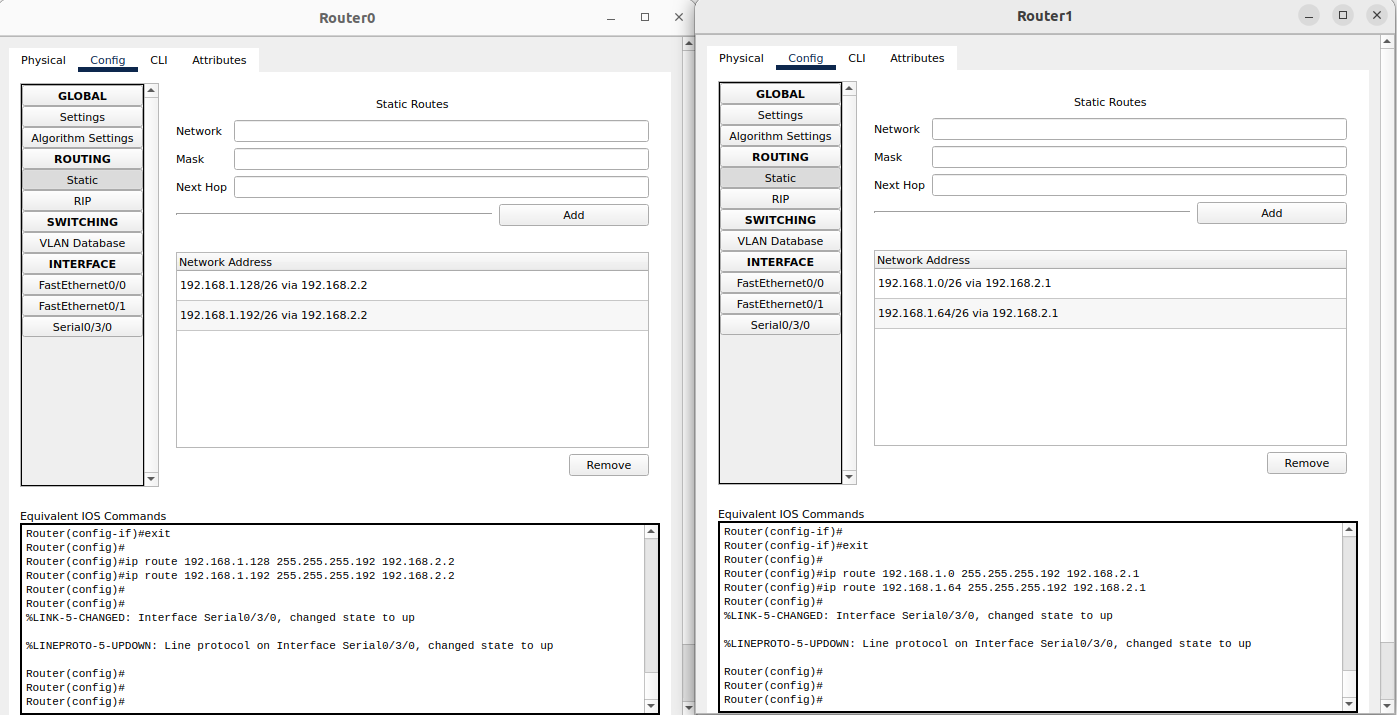 Router0
Physical Config CLI Attributes
GLOBAL
Settings
Algorithm Settings
ROUTING
Static
RIP
SWITCHING
VLAN Database
INTERFACE
FastEthernet0/0
FastEthernet0/1
Serial0/3/0
Static Routes
Network
Mask
Next Hop
Add
Network Address
192.168.1.128/26 via 192.168.2.2
192.168.1.192/26 via 192.168.2.2
Remove
Equivalent IOS Commands
Router(config-if)#exit
Router(config)#
Router(config)#ip route 192.168.1.128 255.255.255.192 192.168.2.2
Router(config)#ip route 192.168.1.192 255.255.255.192 192.168.2.2
Router(config)#
Router(config)#
%LINK-5-CHANGED: Interface Serial0/3/0, changed state to up
%LINEPROTO-5-UPDOWN: Line protocol on Interface Serial0/3/0, changed state to up
Router(config)#
Router(config)#
Router(config)#
Router1
Physical Config CLI Attributes
GLOBAL
Settings
Algorithm Settings
ROUTING
Static
RIP
SWITCHING
VLAN Database
INTERFACE
FastEthernet0/0
FastEthernet0/1
Serial0/3/0
Static Routes
Network
Mask
Next Hop
Add
Network Address
192.168.1.0/26 via 192.168.2.1
192.168.1.64/26 via 192.168.2.1
Remove
Equivalent IOS Commands
Router(config-if)#
Router(config-if)#exit
Router(config)#
Router(config)#ip route 192.168.1.0 255.255.255.192 192.168.2.1
Router(config)#ip route 192.168.1.64 255.255.255.192 192.168.2.1
Router(config)#
%LINK-5-CHANGED: Interface Serial0/3/0, changed state to up
%LINEPROTO-5-UPDOWN: Line protocol on Interface Serial0/3/0, changed state to up
Router(config)#
Router(config)#
Router(config)#